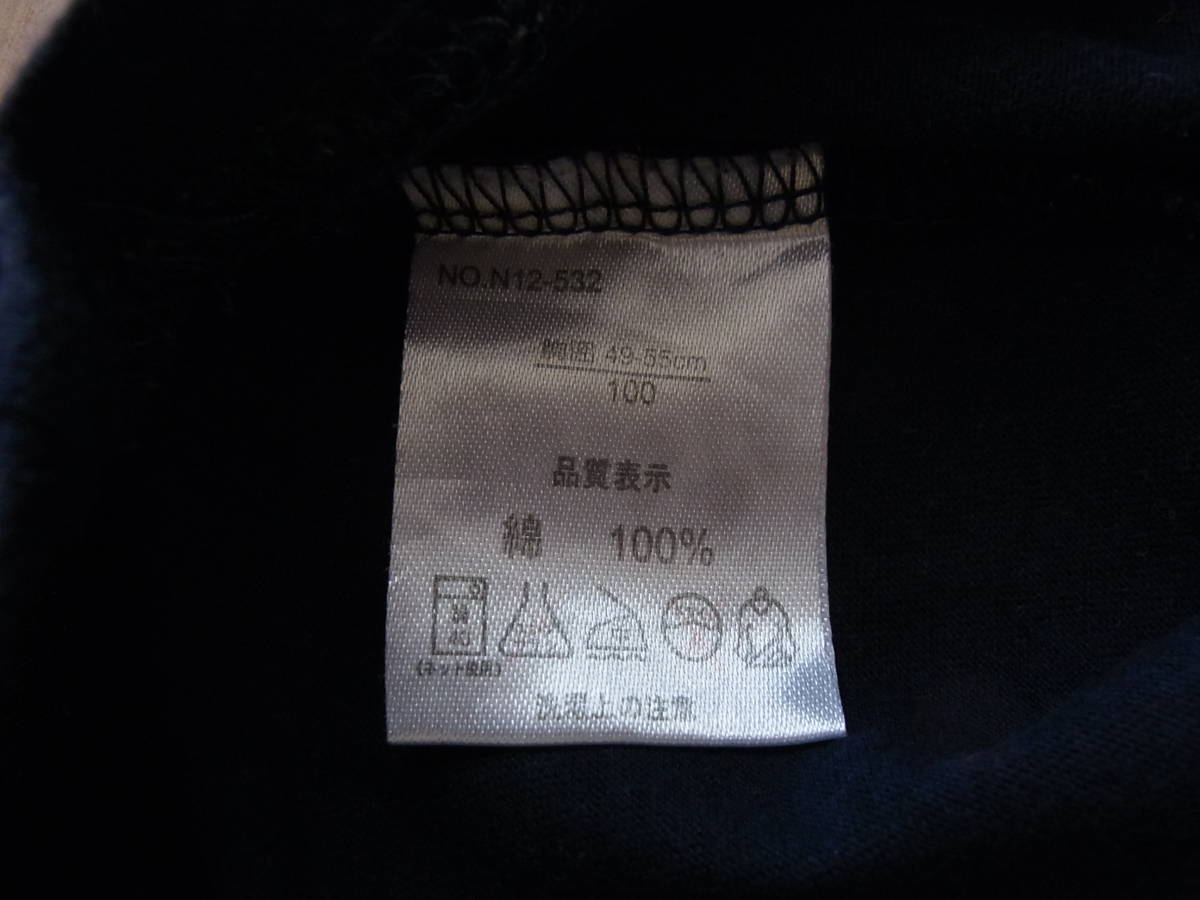 NO.N12-532
胸囲 49-55cm
100
品質表示
綿 100%
中
(ネット使用)
洗濯上の注意